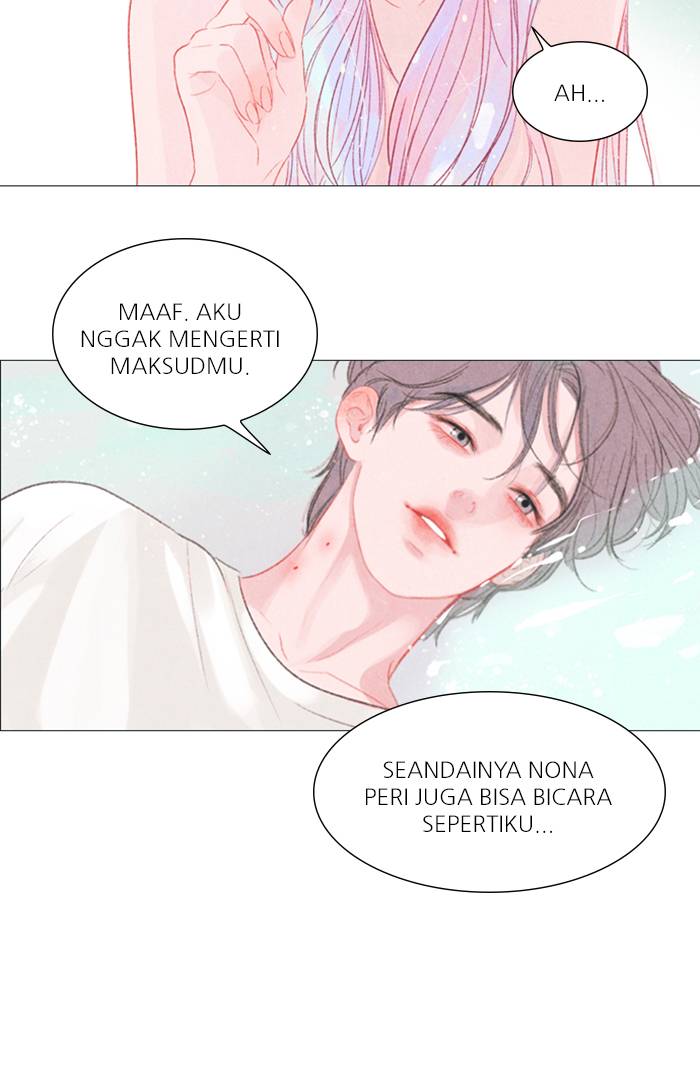 AH...
MAAF. AKU
NGGAK MENGERTI
MAKSUDMU.
SEANDAINYA NONA
PERI JUGA BISA BICARA
SEPERTIKU...